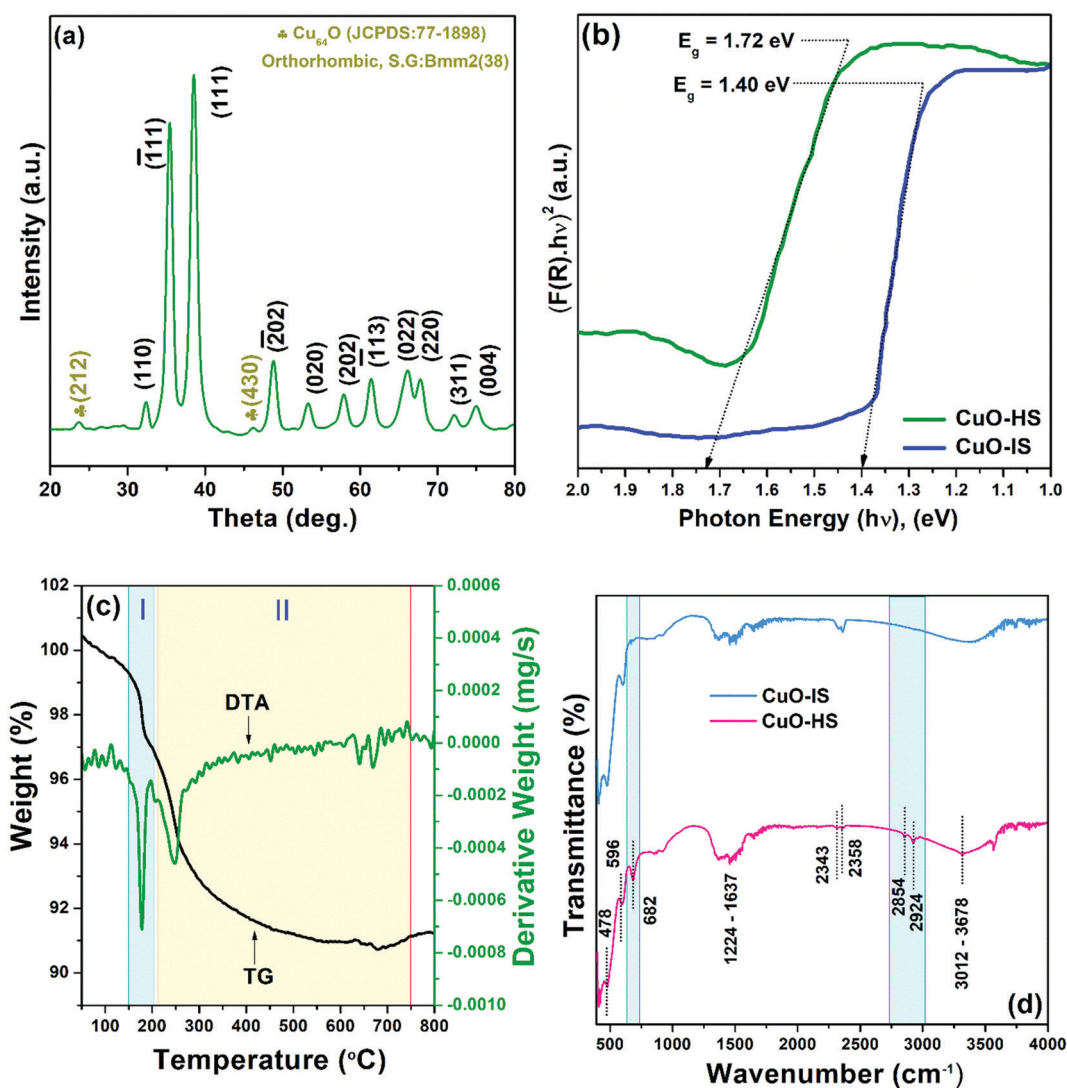 (a)
♣ Cu64O (JCPDS:77-1898)
Orthorhombic, S.G:Bmm2(38)
♣(212)
(110)
(1̅11)
(111)
♣(430)
(2̅02)
(020)
(202)
(1̅13)
(022)
(220)
(311)
(004)
Intensity (a.u.)
20 30 40 50 60 70 80
Theta (deg.)
(b)
Eg = 1.72 eV
Eg = 1.40 eV
CuO-HS
CuO-IS
(F(R).hν)² (a.u.)
2.0 1.9 1.8 1.7 1.6 1.5 1.4 1.3 1.2 1.1 1.0
Photon Energy (hν), (eV)
(c)
I
II
DTA
TG
Weight (%)
102
100
98
96
94
92
90
0.0006
0.0004
0.0002
0.0000
-0.0002
-0.0004
-0.0006
-0.0008
-0.0010
Derivative Weight (mg/s)
100 200 300 400 500 600 700 800
Temperature (°C)
CuO-IS
CuO-HS
478
596
682
1224 - 1637
2343
2358
2854
2924
3012 - 3678
(d)
Transmittance (%)
500 1000 1500 2000 2500 3000 3500 4000
Wavenumber (cm⁻¹)